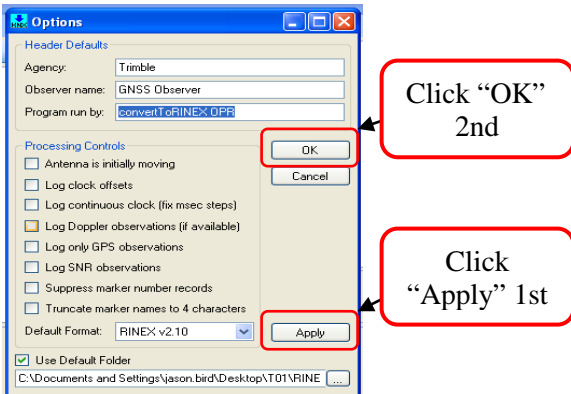 Options
Header Defaults
Agency: Trimble
Observer name: GNSS Observer
Program run by: convertToRINEX OPR
Click “OK”
2nd
Processing Controls
OK
Antenna is initially moving
Cancel
Log clock offsets
Log continuous clock (fix msec steps)
Log Doppler observations (if available)
Log only GPS observations
Log SNR observations
Suppress marker number records
Truncate marker names to 4 characters
Click
“Apply” 1st
Default Format: RINEX v2.10
Apply
Use Default Folder
C:\Documents and Settings\jason.bird\Desktop\T01\RINE ...